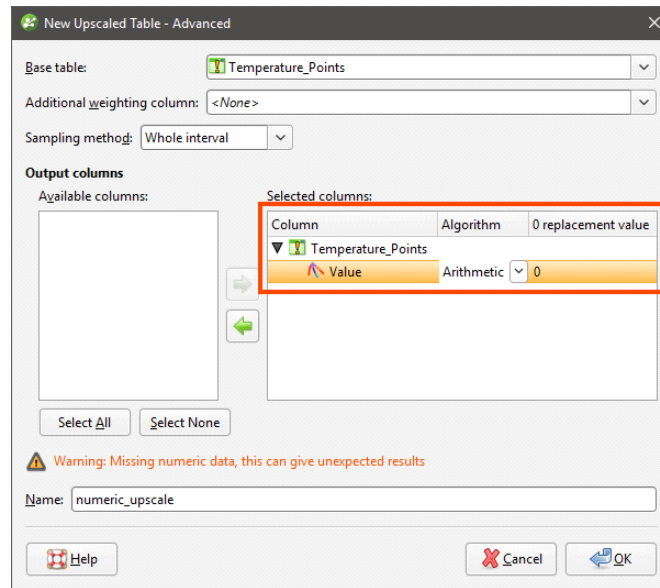 New Upscaled Table - Advanced
Base table: Temperature_Points
Additional weighting column: <None>
Sampling method: Whole interval
Output columns
Available columns: Selected columns:
Column Algorithm 0 replacement value
Temperature_Points
Value Arithmetic 0
Select All Select None
Warning: Missing numeric data, this can give unexpected results
Name: numeric_upscale
Help Cancel OK